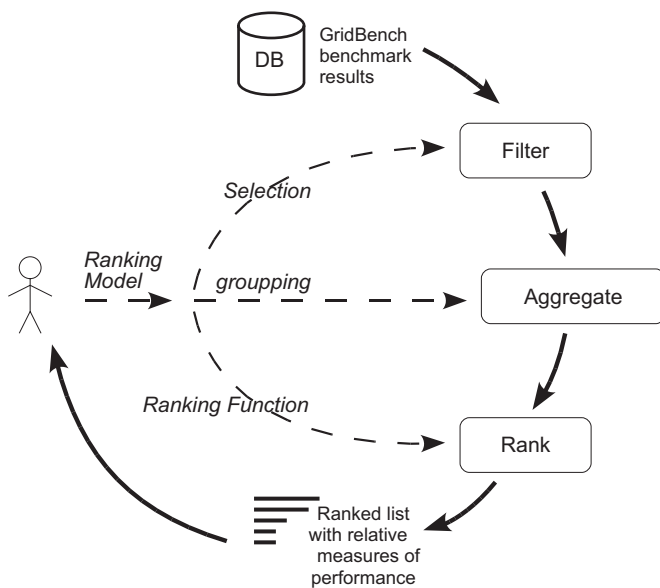 DB
GridBench
benchmark
results
Filter
Selection
Ranking
Model
groupping
Aggregate
Ranking Function
Rank
Ranked list
with relative
measures of
performance